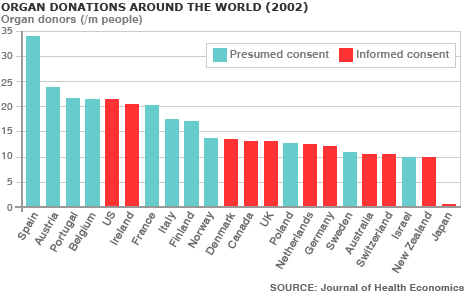 ORGAN DONATIONS AROUND THE WORLD (2002)
Organ donors (/m people)
Presumed consent
Informed consent
35
30
25
20
15
10
5
0
Spain
Austria
Portugal
Belgium
US
Ireland
France
Italy
Finland
Norway
Denmark
Canada
UK
Poland
Netherlands
Germany
Sweden
Australia
Switzerland
Israel
New Zealand
Japan
SOURCE: Journal of Health Economics